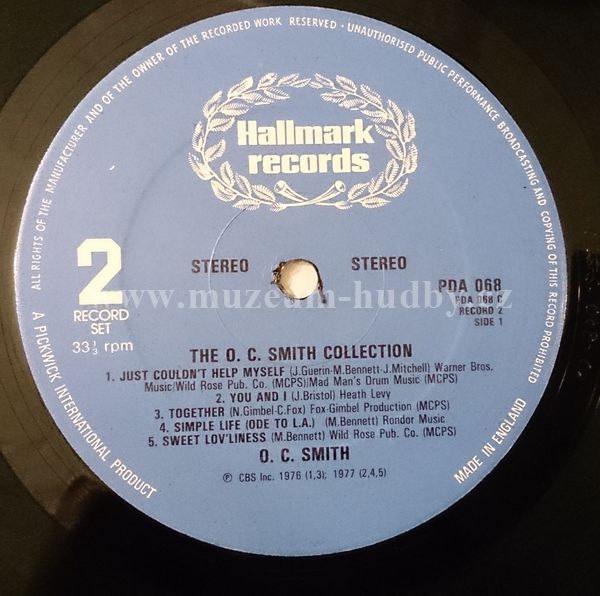 ALL RIGHTS OF THE MANUFACTURER AND OF THE OWNER OF THE RECORDED WORK RESERVED · UNAUTHORISED PUBLIC PERFORMANCE BROADCASTING AND COPYING OF THIS RECORD PROHIBITED
Hallmark
records
2
RECORD
SET
33 1/3 rpm
STEREO
STEREO
PDA 068
PDA 068 C
RECORD 2
SIDE 1
www.muzeum-hudby.cz
THE O. C. SMITH COLLECTION
1. JUST COULDN'T HELP MYSELF (J.Guerin-M.Bennett-J.Mitchell) Warner Bros.
Music/Wild Rose Pub. Co. (MCPS)/Mad Man's Drum Music (MCPS)
2. YOU AND I (J.Bristol) Heath Levy
3. TOGETHER (N.Gimbel-C.Fox) Fox-Gimbel Production (MCPS)
4. SIMPLE LIFE (ODE TO L.A.) (M.Bennett) Rondor Music
5. SWEET LOV'LINESS (M.Bennett) Wild Rose Pub. Co. (MCPS)
O. C. SMITH
℗ CBS Inc. 1976 (1,3); 1977 (2,4,5)
A PICKWICK INTERNATIONAL PRODUCT
MADE IN ENGLAND